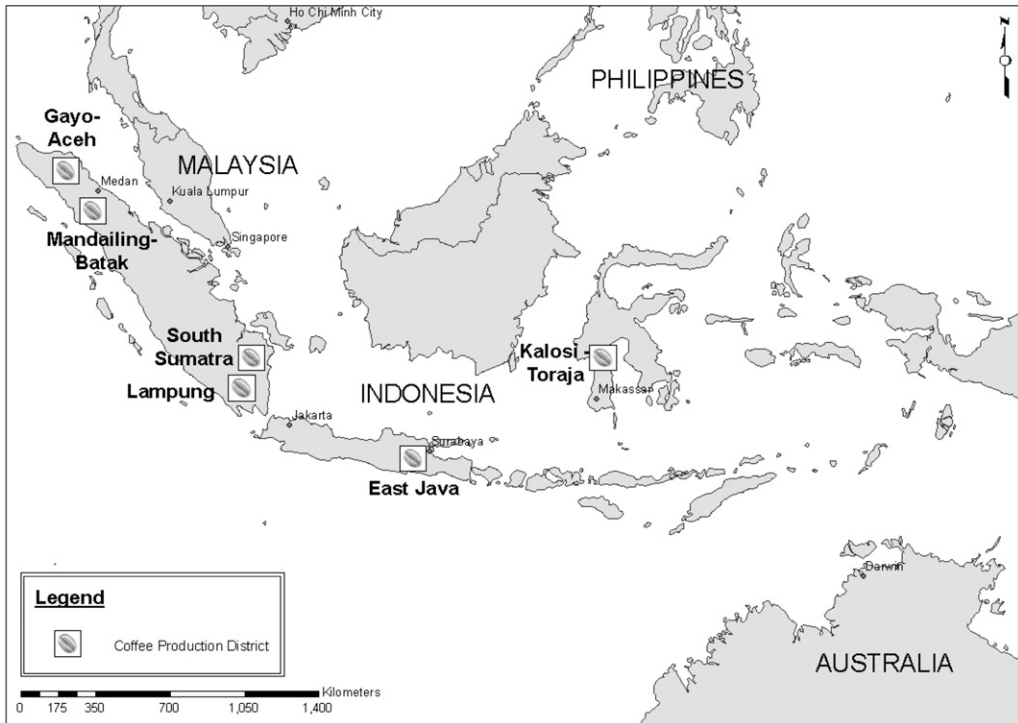 Ho Chi Minh City
N
PHILIPPINES
Gayo-
Aceh
MALAYSIA
Medan
Kuala Lumpur
Mandailing-
Batak
Singapore
South
Sumatra
Kalosi -
Toraja
Lampung
INDONESIA
Makassar
Jakarta
Surabaya
East Java
Darwin
Legend
Coffee Production District
AUSTRALIA
Kilometers
0 175 350 700 1,050 1,400